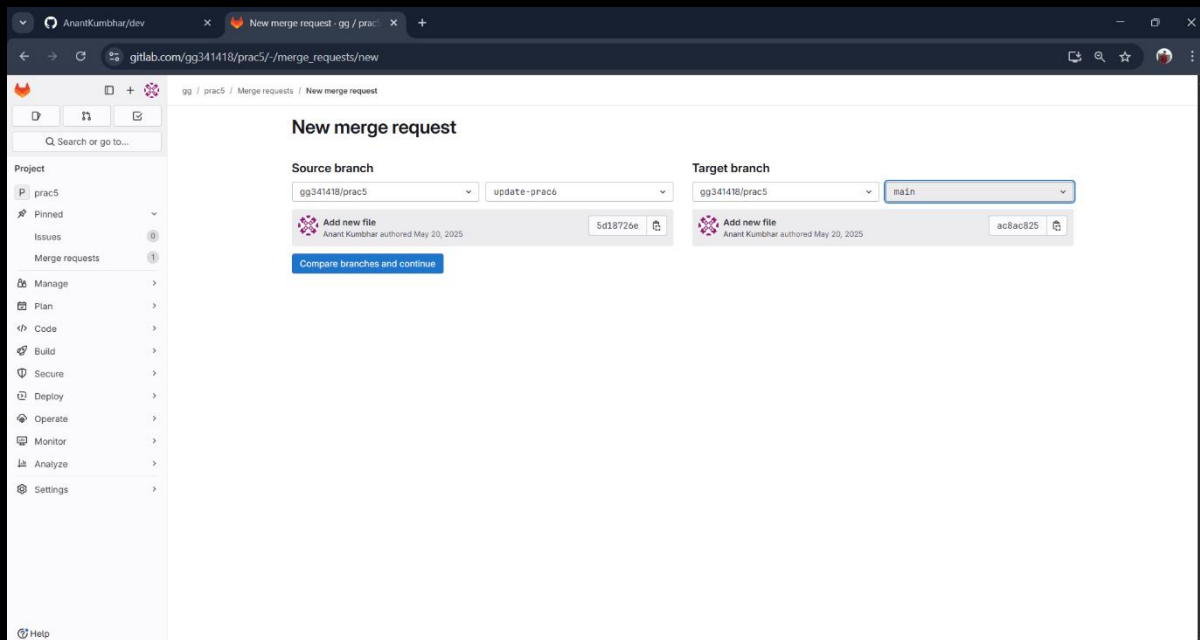 AnantKumbhar/dev
New merge request · gg / prac5
gitlab.com/gg341418/prac5/-/merge_requests/new
gg / prac5 / Merge requests / New merge request
Search or go to...
Project
P prac5
Pinned
Issues 0
Merge requests 1
Manage
Plan
Code
Build
Secure
Deploy
Operate
Monitor
Analyze
Settings
Help
New merge request
Source branch
gg341418/prac5 update-prac6
Add new file
Anant Kumbhar authored May 20, 2025
5d18726e
Target branch
gg341418/prac5 main
Add new file
Anant Kumbhar authored May 20, 2025
ac8ac825
Compare branches and continue